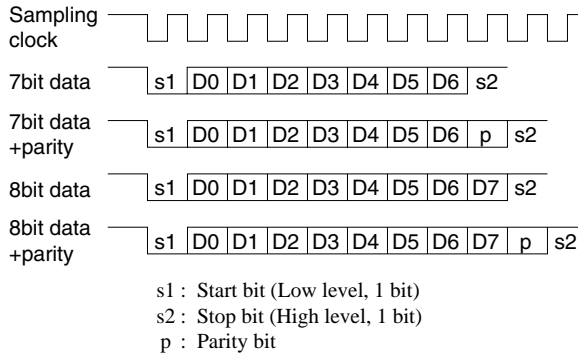 Sampling
clock
7bit data s1 D0 D1 D2 D3 D4 D5 D6 s2
7bit data
+parity s1 D0 D1 D2 D3 D4 D5 D6 p s2
8bit data s1 D0 D1 D2 D3 D4 D5 D6 D7 s2
8bit data
+parity s1 D0 D1 D2 D3 D4 D5 D6 D7 p s2
s1 : Start bit (Low level, 1 bit)
s2 : Stop bit (High level, 1 bit)
p : Parity bit